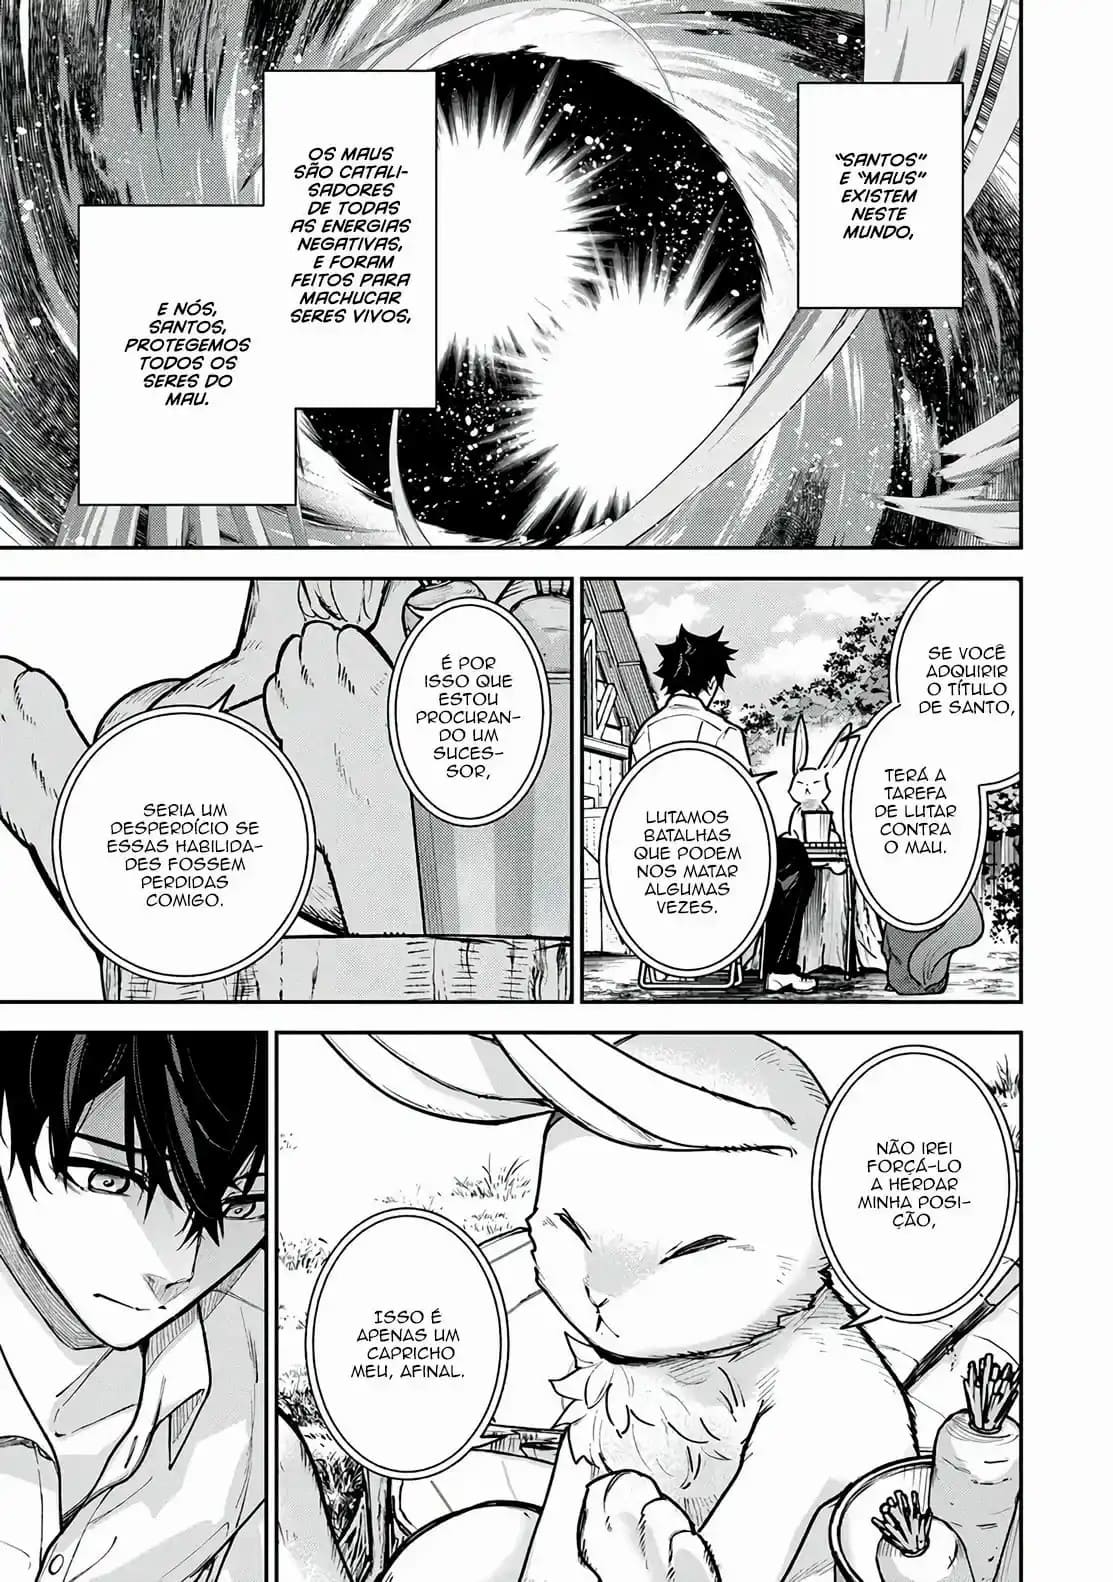 "SANTOS"
E "MAUS"
EXISTEM
NESTE
MUNDO,
OS MAUS
SÃO CATALI-
SADORES
DE TODAS
AS ENERGIAS
NEGATIVAS,
E FORAM
FEITOS PARA
MACHUCAR
SERES VIVOS,
E NÓS,
SANTOS,
PROTEGEMOS
TODOS OS
SERES DO
MAU.
SE VOCÊ
ADQUIRIR
O TÍTULO
DE SANTO,
TERÁ A
TAREFA
DE LUTAR
CONTRA
O MAU.
LUTAMOS
BATALHAS
QUE PODEM
NOS MATAR
ALGUMAS
VEZES.
É POR
ISSO QUE
ESTOU
PROCURAN-
DO UM
SUCES-
SOR,
SERIA UM
DESPERDÍCIO SE
ESSAS HABILIDA-
DES FOSSEM
PERDIDAS
COMIGO.
NÃO IREI
FORÇÁ-LO
A HERDAR
MINHA POSI-
ÇÃO,
ISSO É
APENAS UM
CAPRICHO
MEU, AFINAL.